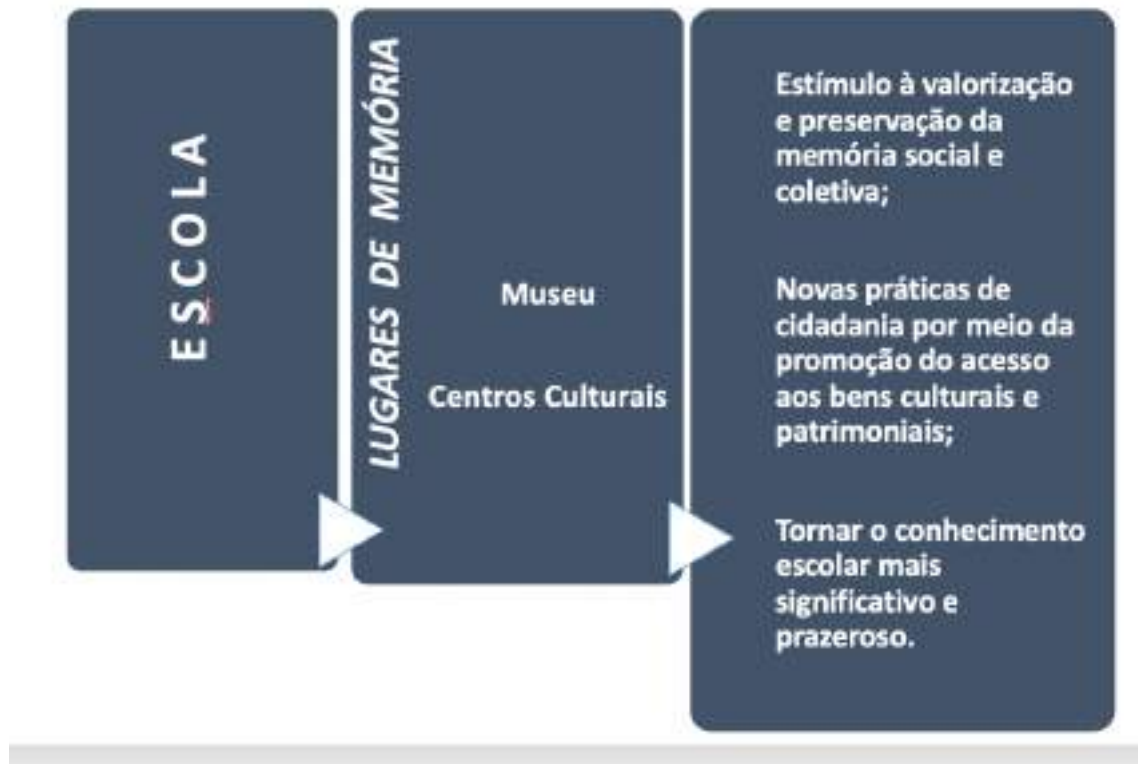 ESCOLA
LUGARES DE MEMÓRIA
Museu
Centros Culturais
Estímulo à valorização
e preservação da
memória social e
coletiva;
Novas práticas de
cidadania por meio da
promoção do acesso
aos bens culturais e
patrimoniais;
Tornar o conhecimento
escolar mais
significativo e
prazeroso.